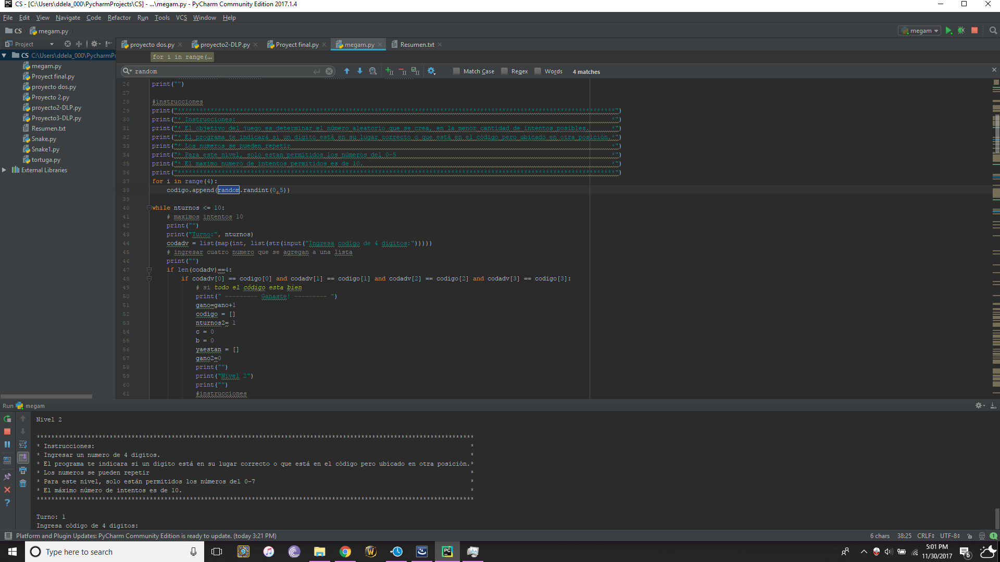 CS - [C:\Users\ddela_000\PycharmProjects\CS] - ...\megam.py - PyCharm Community Edition 2017.1.4
File Edit View Navigate Code Refactor Run Tools VCS Window Help
CS megam.py megam
Project proyecto dos.py proyecto2-DLP.py Proyect final.py megam.py Resumen.txt
CS C:\Users\ddela_000\PycharmPr
megam.py
Proyect final.py
proyecto dos.py
Proyecto 2.py
proyecto2-DLP.py
Proyecto3-DLP.py
Resumen.txt
Snake.py
Snake1.py
tortuga.py
External Libraries
for i in range(...
random Match Case Regex Words 4 matches
26 print("")
27
28 #instrucciones
29 print("************************************************************************************************************************")
30 print("* Instrucciones: *")
31 print("* El objetivo del juego es determinar el número aleatorio que se crea, en la menor cantidad de intentos posibles. *")
32 print("* El programa te indicará si un dígito está en su lugar correcto o que está en el código pero ubicado en otra posición.*")
33 print("* Los numeros se pueden repetir *")
34 print("* Para este nivel, solo estan permitidos los números del 0-5 *")
35 print("* El maximo numero de intentos permitidos es de 10. *")
36 print("************************************************************************************************************************")
37 for i in range(4):
38 codigo.append(random.randint(0,5))
39
40 while nturnos <= 10:
41 # maximos intentos 10
42 print("")
43 print("Turno:", nturnos)
44 codadv = list(map(int, list(str(input("Ingresa codigo de 4 digitos:")))))
45 # ingresar cuatro numero que se agregan a una lista
46 print("")
47 if len(codadv)==4:
48 if codadv[0] == codigo[0] and codadv[1] == codigo[1] and codadv[2] == codigo[2] and codadv[3] == codigo[3]:
49 # si todo el código esta bien
50 print(" --------- Ganaste! --------- ")
51 gano=gano+1
52 codigo = []
53 nturnos2= 1
54 c = 0
55 b = 0
56 yaestan = []
57 gano2=0
58 print("")
59 print("Nivel 2")
60 print("")
61 #instrucciones
Run megam
Nivel 2
************************************************************************************************************************
* Instrucciones: *
* Ingresar un numero de 4 digitos. *
* El programa te indicara si un digito está en su lugar correcto o que está en el código pero ubicado en otra posición.*
* Los numeros se pueden repetir *
* Para este nivel, solo están permitidos los números del 0-7 *
* El máximo número de intentos es de 10. *
************************************************************************************************************************
Turno: 1
Ingresa código de 4 digitos:
Platform and Plugin Updates: PyCharm Community Edition is ready to update. (today 3:21 PM) 6 chars 38:25 CRLF UTF-8 1
Type here to search
5:01 PM
11/30/2017
6